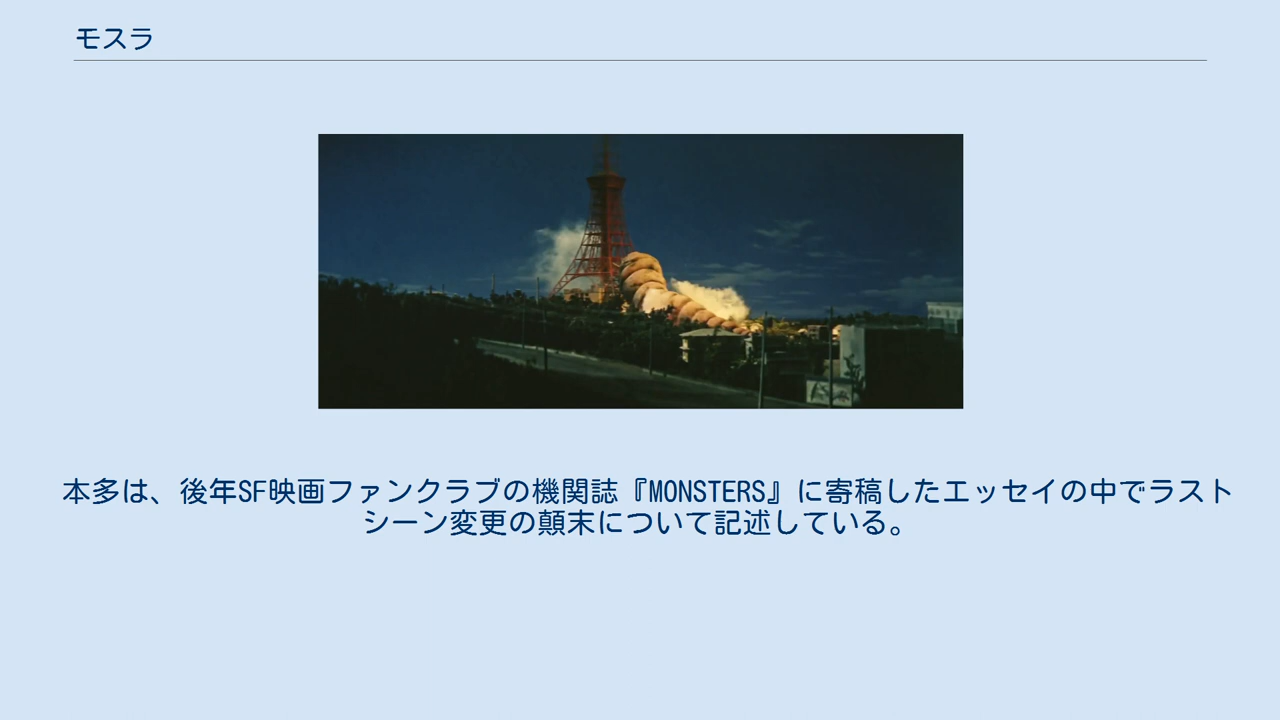 モスラ
本多は、後年SF映画ファンクラブの機関誌『MONSTERS』に寄稿したエッセイの中でラスト
シーン変更の顛末について記述している。